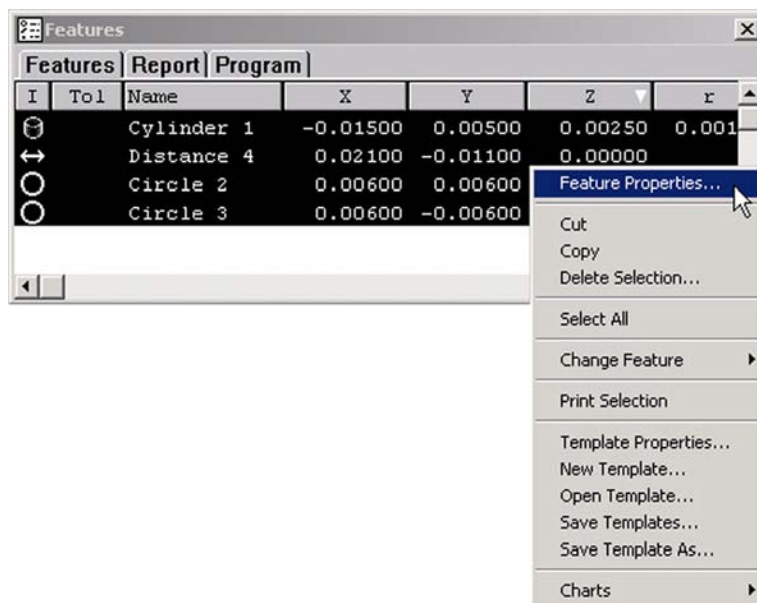 Features
Features Report Program
I Tol Name X Y Z r
Cylinder 1 -0.01500 0.00500 0.00250 0.001
Distance 4 0.02100 -0.01100 0.00000
Circle 2 0.00600 0.00600
Circle 3 0.00600 -0.00600
Feature Properties...
Cut
Copy
Delete Selection...
Select All
Change Feature
Print Selection
Template Properties...
New Template...
Open Template...
Save Templates...
Save Template As...
Charts